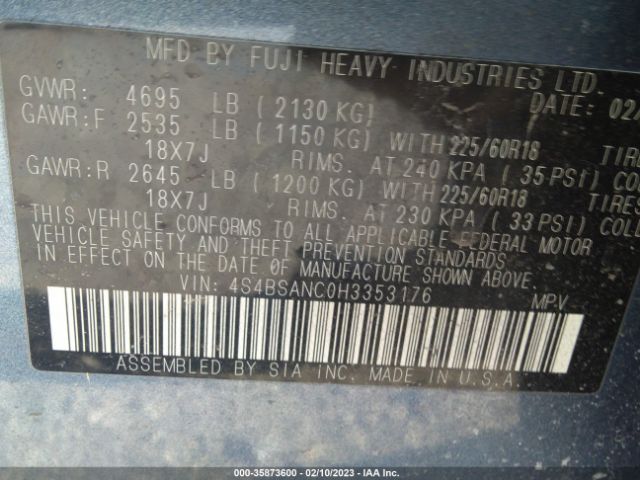 MFD BY FUJI HEAVY INDUSTRIES LTD.
GVWR: 4695 LB ( 2130 KG) DATE: 02/
GAWR:F 2535 LB ( 1150 KG) WITH 225/60R18 TIR
18X7J RIMS. AT 240 KPA ( 35 PSI) CO
GAWR:R 2645 LB ( 1200 KG) WITH 225/60R18 TIRES
18X7J RIMS. AT 230 KPA ( 33 PSI) COLD
THIS VEHICLE CONFORMS TO ALL APPLICABLE FEDERAL MOTOR
VEHICLE SAFETY AND THEFT PREVENTION STANDARDS
IN EFFECT ON THE DATE OF MANUFACTURE SHOWN ABOVE.
VIN: 4S4BSANC0H3353176 MPV
ASSEMBLED BY SIA INC. MADE IN U.S.A.
000-35873600 - 02/10/2023 - IAA Inc.